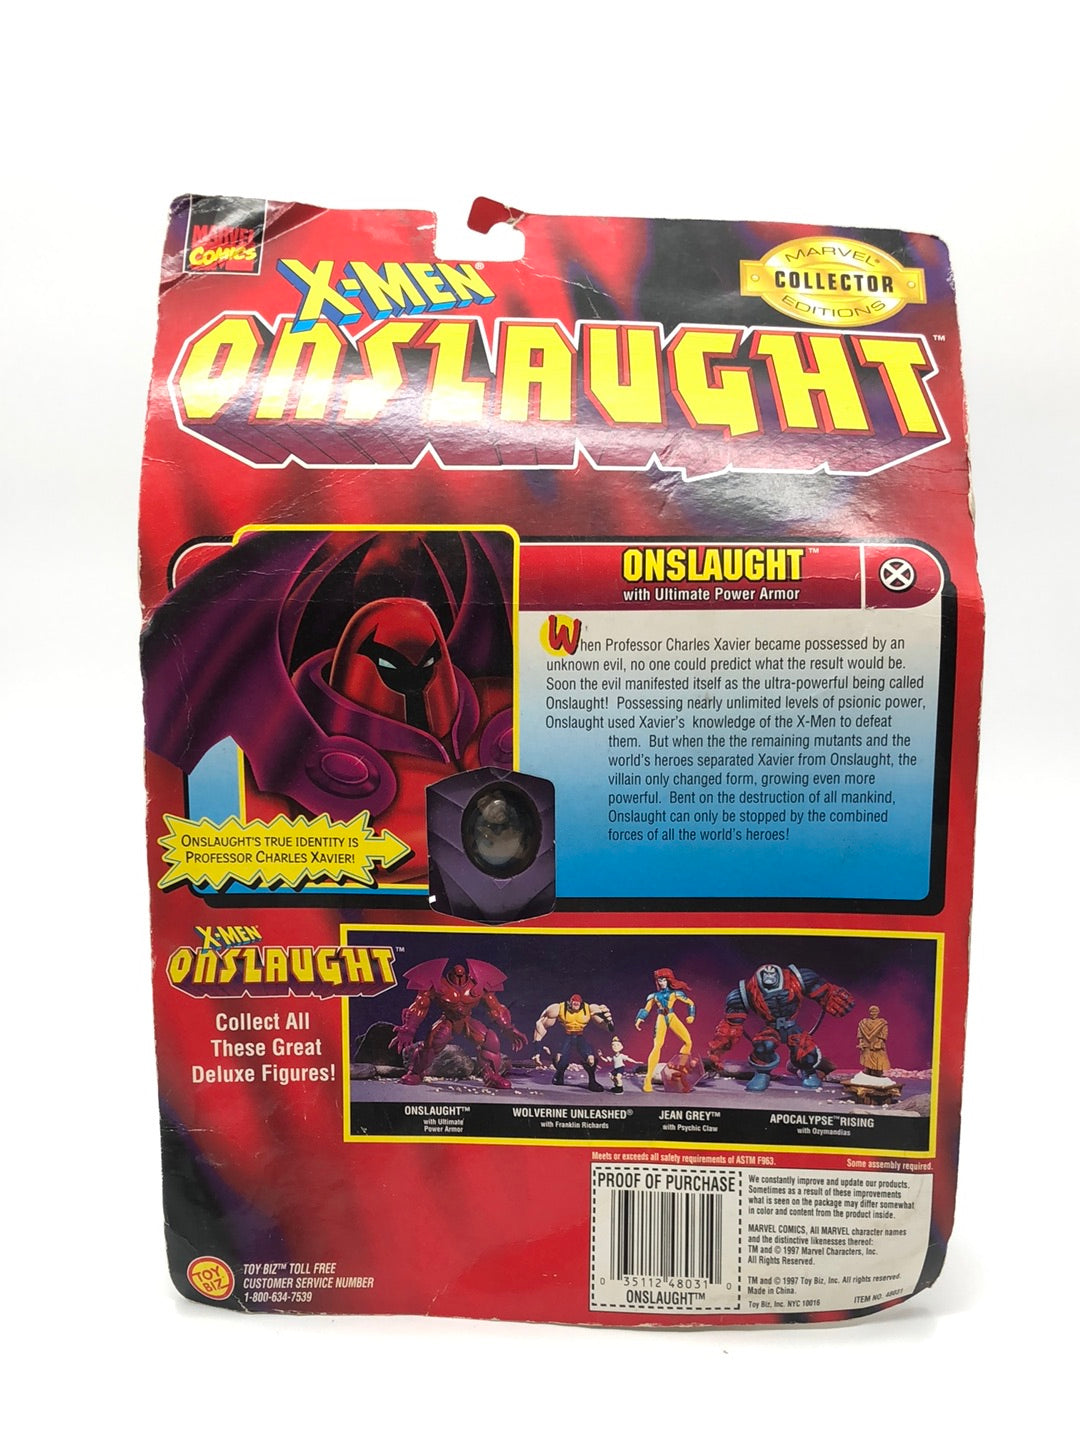 MARVEL
COMICS
X-MEN®
ONSLAUGHT™
MARVEL®
COLLECTOR
EDITIONS
ONSLAUGHT™
with Ultimate Power Armor
When Professor Charles Xavier became possessed by an
unknown evil, no one could predict what the result would be.
Soon the evil manifested itself as the ultra-powerful being called
Onslaught! Possessing nearly unlimited levels of psionic power,
Onslaught used Xavier's knowledge of the X-Men to defeat
them. But when the the remaining mutants and the
world's heroes separated Xavier from Onslaught, the
villain only changed form, growing even more
powerful. Bent on the destruction of all mankind,
Onslaught can only be stopped by the combined
forces of all the world's heroes!
ONSLAUGHT'S TRUE IDENTITY IS
PROFESSOR CHARLES XAVIER!
X-MEN
ONSLAUGHT™
Collect All
These Great
Deluxe Figures!
ONSLAUGHT™
with Ultimate
Power Armor
WOLVERINE UNLEASHED®
with Franklin Richards
JEAN GREY™
with Psychic Claw
APOCALYPSE™ RISING
with Ozymandias
Meets or exceeds all safety requirements of ASTM F963.
Some assembly required.
PROOF OF PURCHASE
0 35112 48031 0
ONSLAUGHT™
We constantly improve and update our products.
Sometimes as a result of these improvements
what is seen on the package may differ somewhat
in color and content from the product inside.
MARVEL COMICS, All MARVEL character names
and the distinctive likenesses thereof:
TM and © 1997 Marvel Characters, Inc.
All Rights Reserved.
TM and © 1997 Toy Biz, Inc. All rights reserved.
Made in China.
Toy Biz, Inc. NYC 10016
ITEM NO. 48031
TOY
BIZ
TOY BIZ™ TOLL FREE
CUSTOMER SERVICE NUMBER
1-800-634-7539